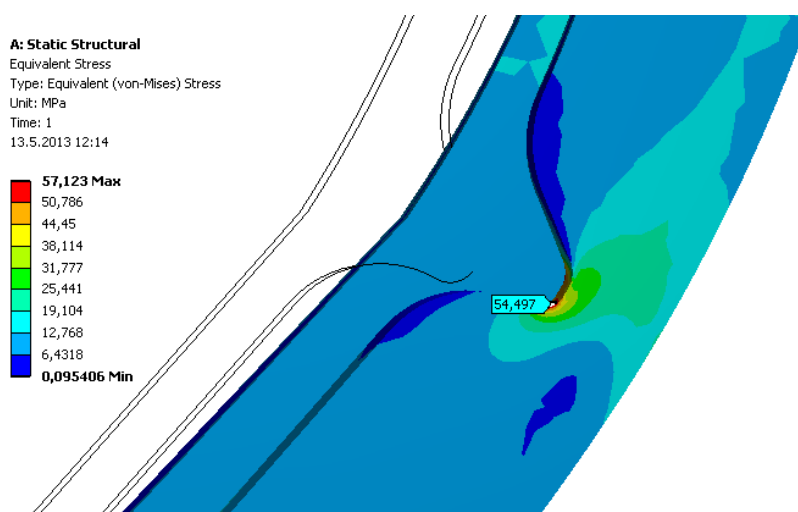 A: Static Structural
Equivalent Stress
Type: Equivalent (von-Mises) Stress
Unit: MPa
Time: 1
13.5.2013 12:14
57,123 Max
50,786
44,45
38,114
31,777
25,441
19,104
12,768
6,4318
0,095406 Min
54,497